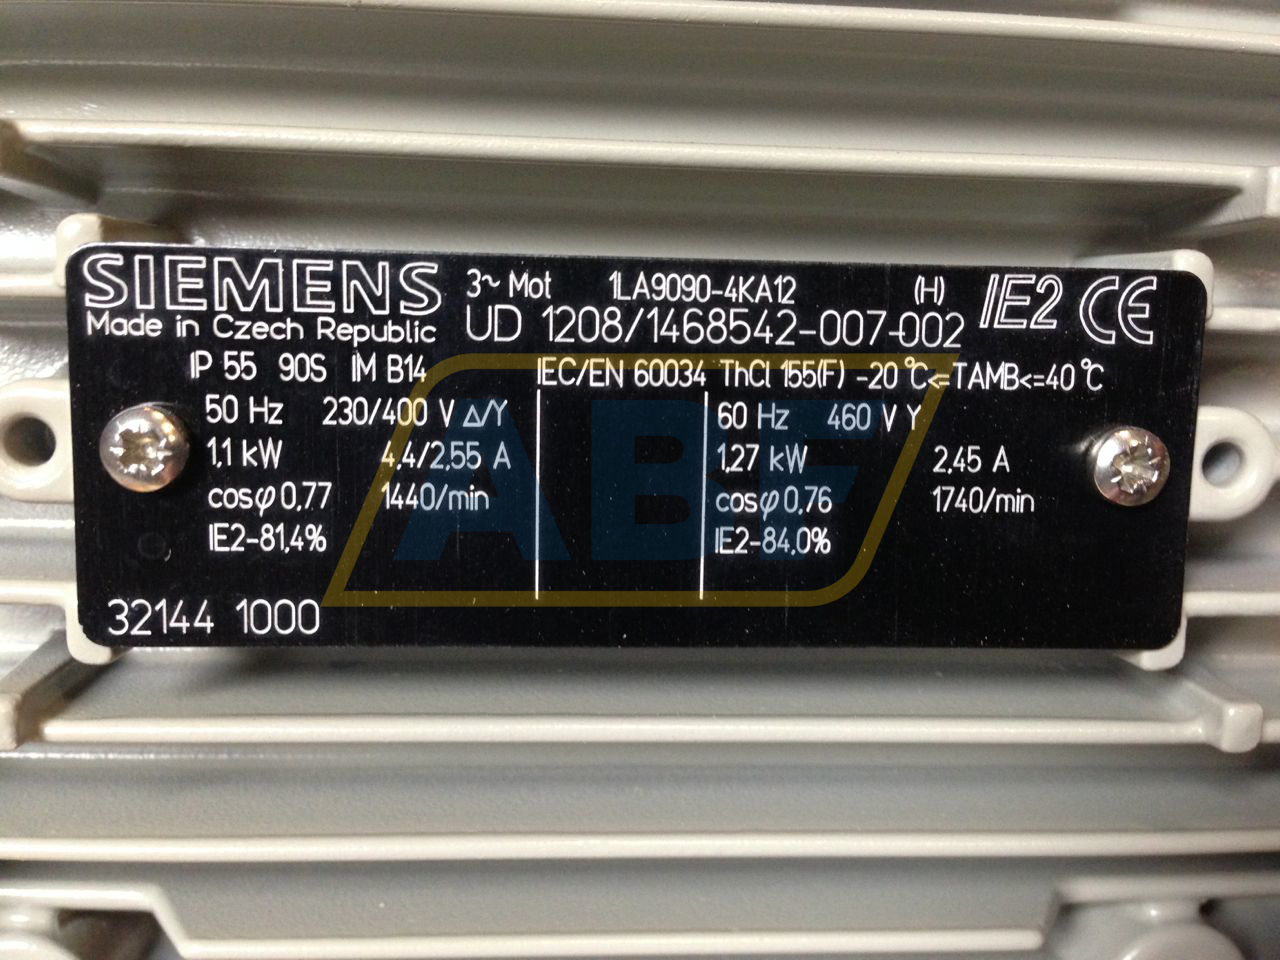 SIEMENS 3~ Mot 1LA9090-4KA12 (H) IE2 CE
Made in Czech Republic UD 1208/1468542-007-002
IP 55 90S IM B14 IEC/EN 60034 ThCl 155(F) -20 °C<=TAMB<=40 °C
50 Hz 230/400 V Δ/Y 60 Hz 460 V Y
1,1 kW 4.4/2,55 A 1,27 kW 2.45 A
cosφ 0,77 1440/min cosφ 0,76 1740/min
IE2-81,4% IE2-84,0%
32144 1000
ABF